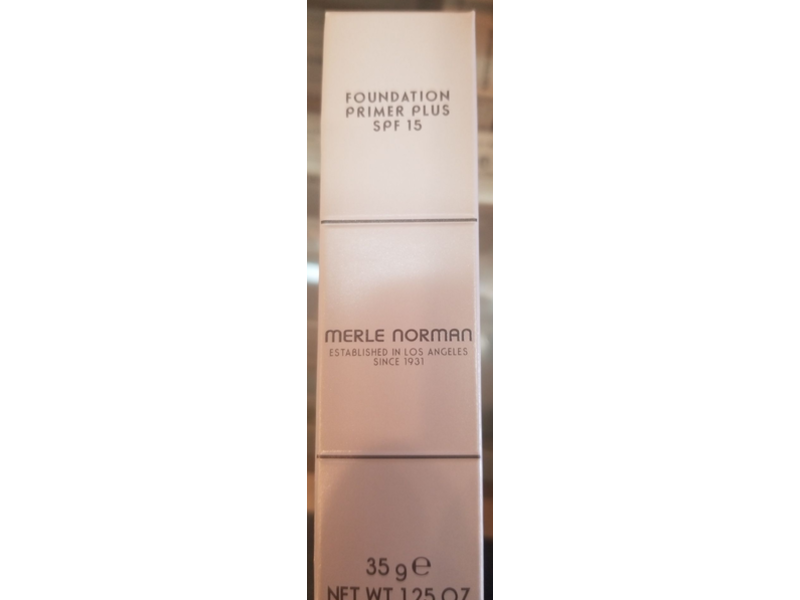 FOUNDATION
PRIMER PLUS
SPF 15
MERLE NORMAN
ESTABLISHED IN LOS ANGELES
SINCE 1931
35 g ℮
NET WT 1.25 OZ